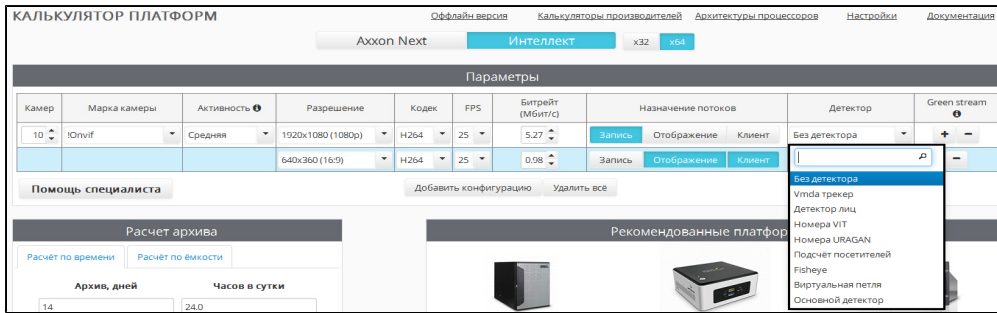 КАЛЬКУЛЯТОР ПЛАТФОРМ
Оффлайн версия Калькуляторы производителей Архитектуры процессоров Настройки Документация
Axxon Next Интеллект x32 x64
Параметры
Камер Марка камеры Активность Разрешение Кодек FPS Битрейт (Мбит/с) Назначение потоков Детектор Green stream
10 !Onvif Средняя 1920x1080 (1080p) H264 25 5.27 Запись Отображение Клиент Без детектора + −
640x360 (16:9) H264 25 0.98 Запись Отображение Клиент −
Без детектора
Vmda трекер
Детектор лиц
Номера VIT
Номера URAGAN
Подсчёт посетителей
Fisheye
Виртуальная петля
Основной детектор
Помощь специалиста Добавить конфигурацию Удалить всё
Расчет архива
Расчёт по времени Расчёт по ёмкости
Архив, дней Часов в сутки
14 24.0
Рекомендованные платфор